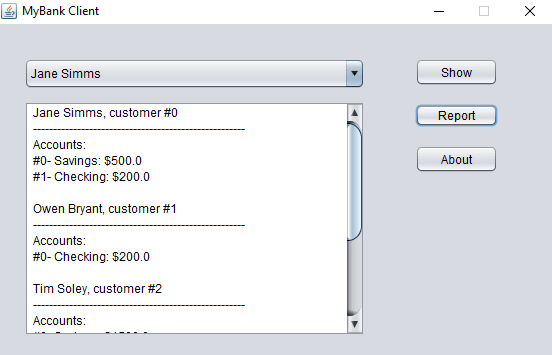 MyBank Client
Jane Simms
Show
Jane Simms, customer #0
------------------------------------------------------
Accounts:
#0- Savings: $500.0
#1- Checking: $200.0
Report
About
Owen Bryant, customer #1
------------------------------------------------------
Accounts:
#0- Checking: $200.0
Tim Soley, customer #2
------------------------------------------------------
Accounts: